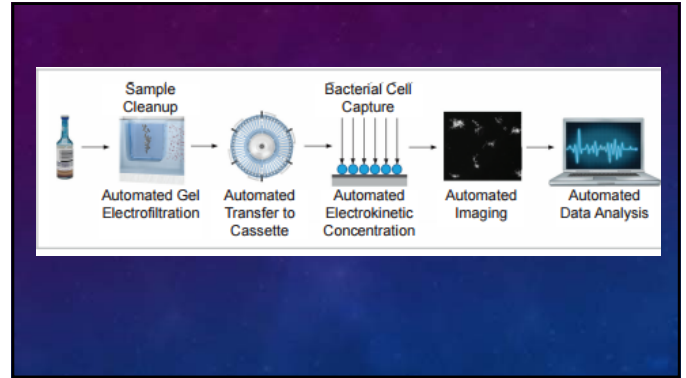 Sample
Cleanup
Bacterial Cell
Capture
Automated Gel
Electrofiltration
Automated
Transfer to
Cassette
Automated
Electrokinetic
Concentration
Automated
Imaging
Automated
Data Analysis